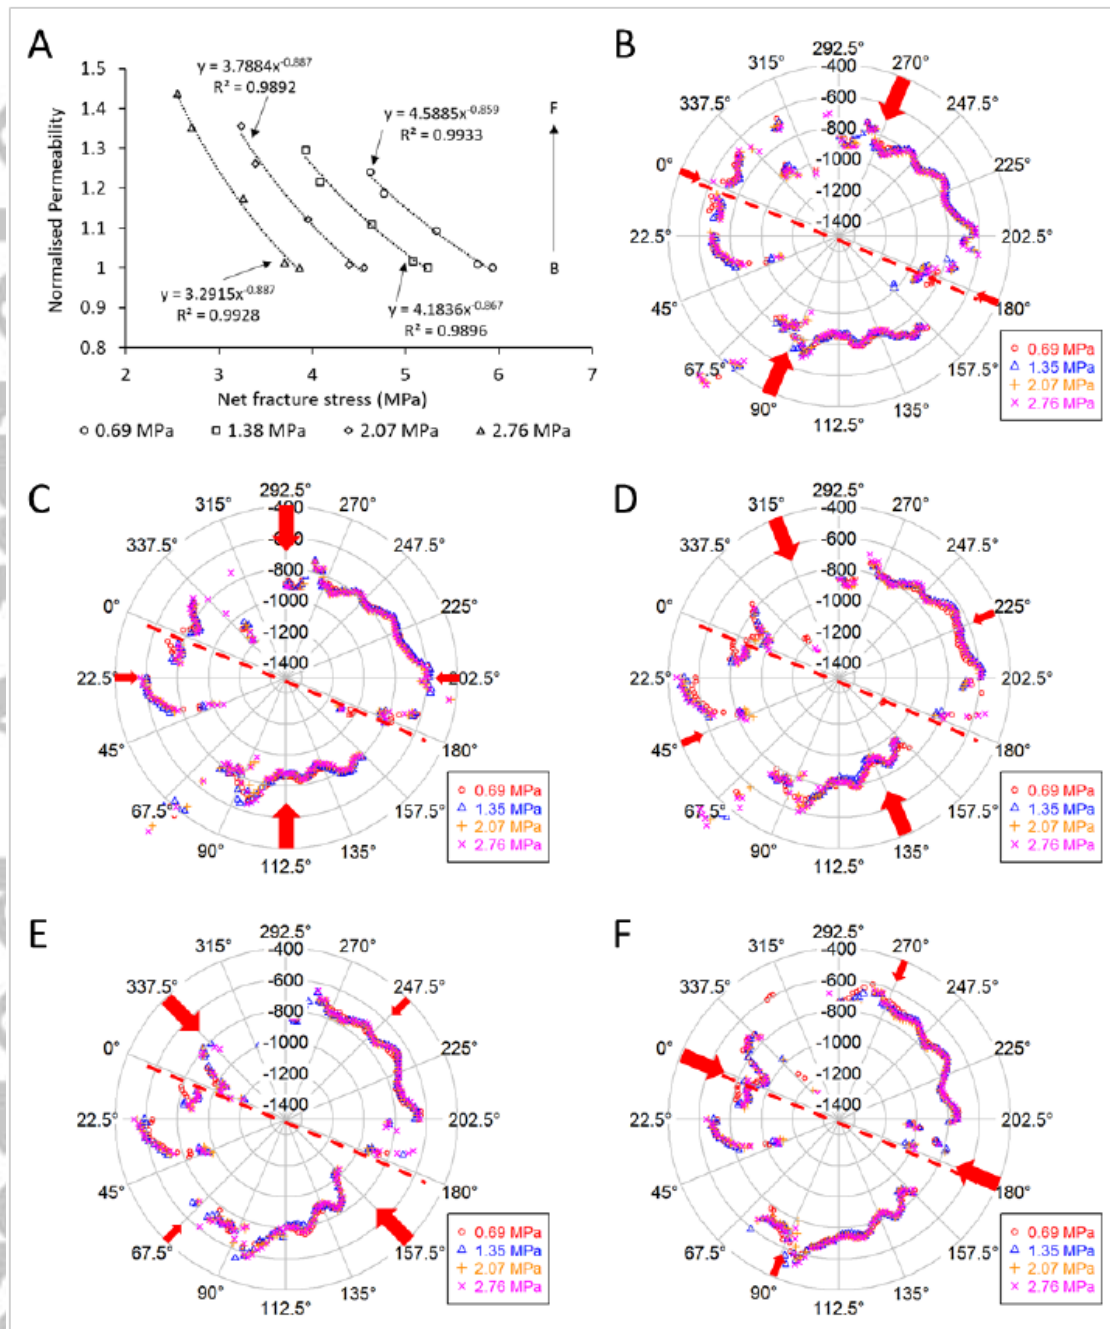 A
y = 3.7884x^-0.887
R² = 0.9892
y = 4.5885x^-0.859
R² = 0.9933
F
B
y = 3.2915x^-0.887
R² = 0.9928
y = 4.1836x^-0.867
R² = 0.9896
1.5
1.4
1.3
1.2
1.1
1
0.9
0.8
Normalised Permeability
2 3 4 5 6 7
Net fracture stress (MPa)
0.69 MPa 1.38 MPa 2.07 MPa 2.76 MPa
B
292.5°
315° 270°
337.5° 247.5°
0° 225°
22.5° 202.5°
45° 180°
67.5° 157.5°
90° 135°
112.5°
-400
-600
-800
-1000
-1200
-1400
0.69 MPa
1.35 MPa
2.07 MPa
2.76 MPa
C
292.5°
315° 270°
337.5° 247.5°
0° 225°
22.5° 202.5°
45° 180°
67.5° 157.5°
90° 135°
112.5°
-400
-600
-800
-1000
-1200
-1400
0.69 MPa
1.35 MPa
2.07 MPa
2.76 MPa
D
292.5°
315° 270°
337.5° 247.5°
0° 225°
22.5° 202.5°
45° 180°
67.5° 157.5°
90° 135°
112.5°
-400
-600
-800
-1000
-1200
-1400
0.69 MPa
1.35 MPa
2.07 MPa
2.76 MPa
E
292.5°
315° 270°
337.5° 247.5°
0° 225°
22.5° 202.5°
45° 180°
67.5° 157.5°
90° 135°
112.5°
-400
-600
-800
-1000
-1200
-1400
0.69 MPa
1.35 MPa
2.07 MPa
2.76 MPa
F
292.5°
315° 270°
337.5° 247.5°
0° 225°
22.5° 202.5°
45° 180°
67.5° 157.5°
90° 135°
112.5°
-400
-600
-800
-1000
-1200
-1400
0.69 MPa
1.35 MPa
2.07 MPa
2.76 MPa